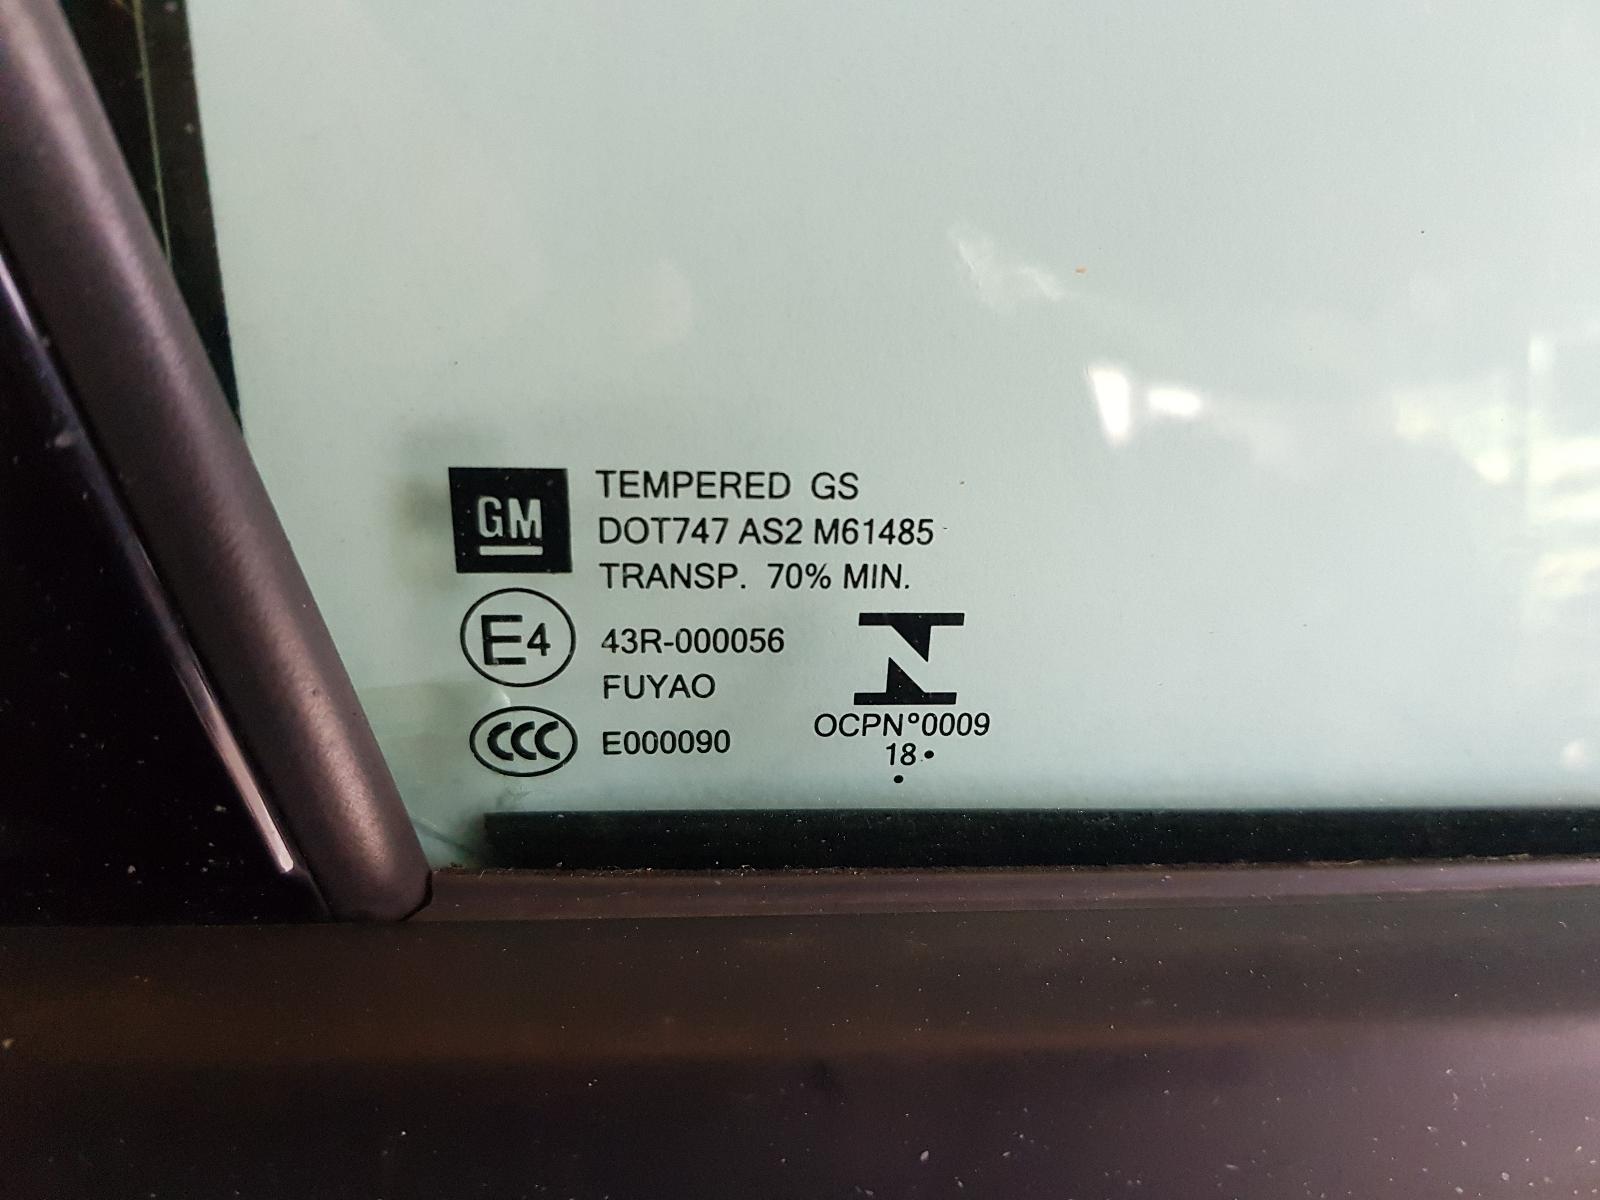 GM
TEMPERED GS
DOT747 AS2 M61485
TRANSP. 70% MIN.
E4
43R-000056
FUYAO
CCC
E000090
OCPN°0009
18